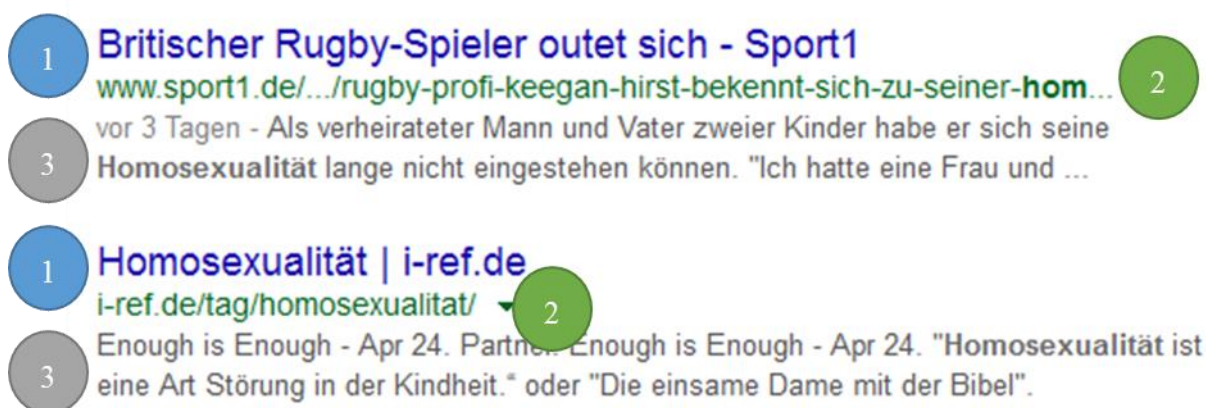 1 Britischer Rugby-Spieler outet sich - Sport1
www.sport1.de/.../rugby-profi-keegan-hirst-bekennt-sich-zu-seiner-hom... 2
vor 3 Tagen - Als verheirateter Mann und Vater zweier Kinder habe er sich seine
3 Homosexualität lange nicht eingestehen können. "Ich hatte eine Frau und ...
1 Homosexualität | i-ref.de
i-ref.de/tag/homosexualitat/ 2
Enough is Enough - Apr 24. Partner Enough is Enough - Apr 24. "Homosexualität ist
3 eine Art Störung in der Kindheit.“ oder "Die einsame Dame mit der Bibel".